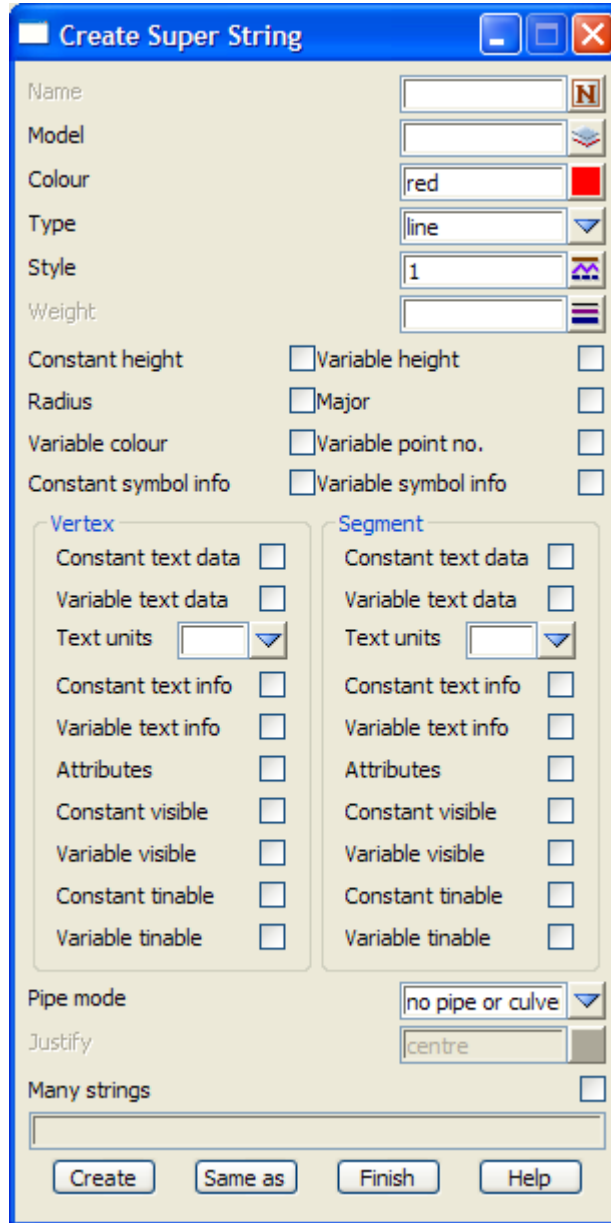 Create Super String
Name N
Model
Colour red
Type line
Style 1
Weight
Constant height Variable height
Radius Major
Variable colour Variable point no.
Constant symbol info Variable symbol info
Vertex Segment
Constant text data Constant text data
Variable text data Variable text data
Text units Text units
Constant text info Constant text info
Variable text info Variable text info
Attributes Attributes
Constant visible Constant visible
Variable visible Variable visible
Constant tinable Constant tinable
Variable tinable Variable tinable
Pipe mode no pipe or culve
Justify centre
Many strings
Create Same as Finish Help